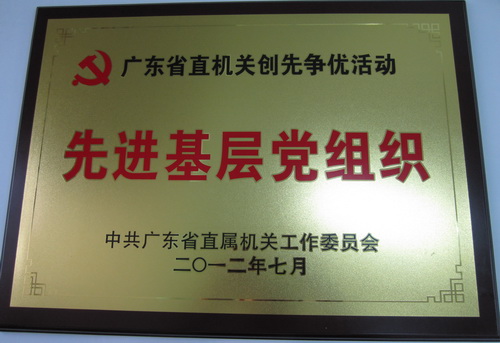 广东省直机关创先争优活动
先进基层党组织
中共广东省直属机关工作委员会
二〇一二年七月